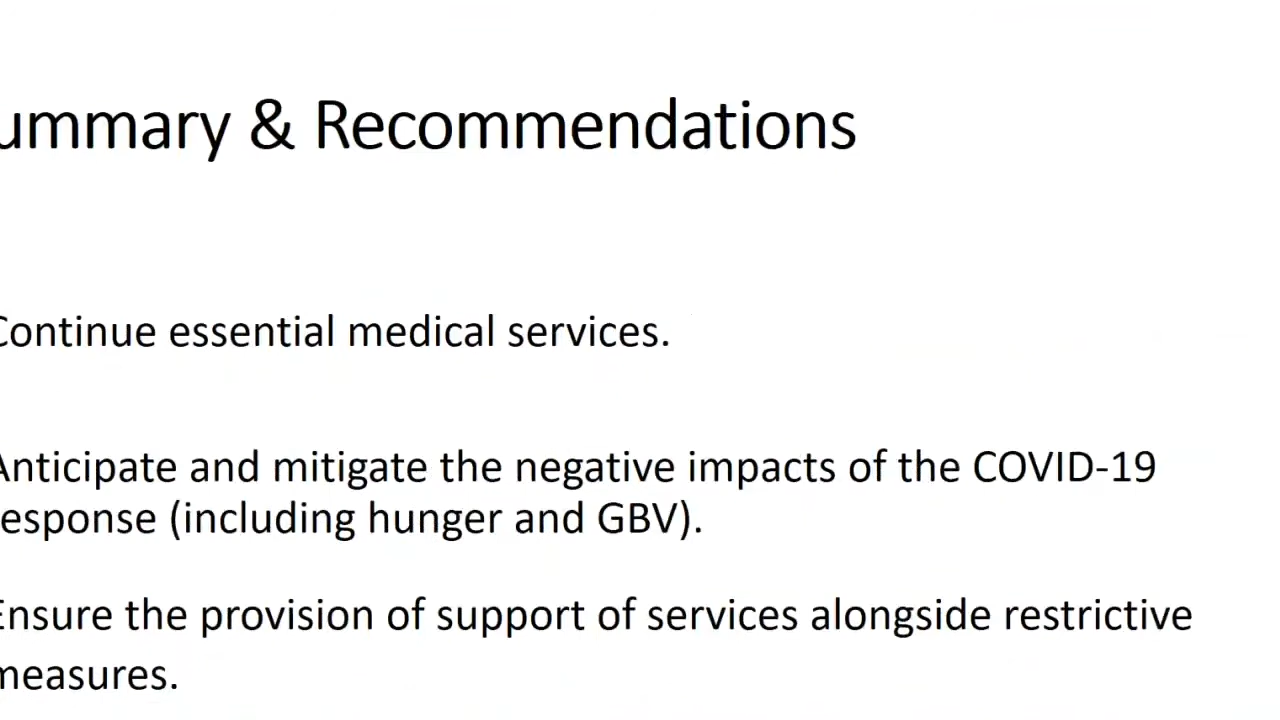 ummary & Recommendations
Continue essential medical services.
Anticipate and mitigate the negative impacts of the COVID-19
esponse (including hunger and GBV).
Ensure the provision of support of services alongside restrictive
measures.